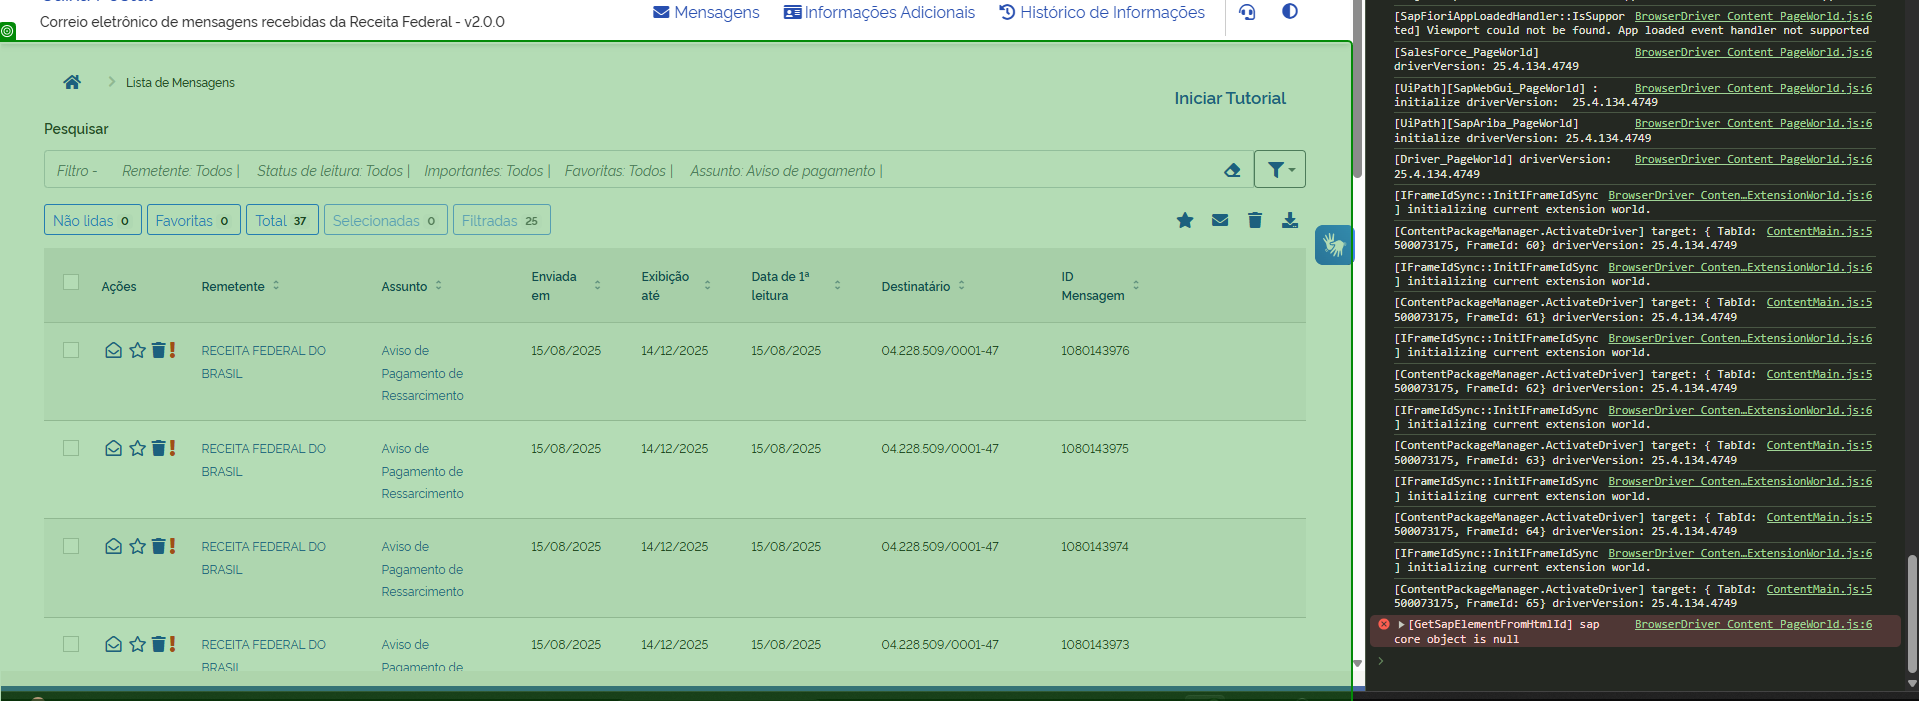 Correio eletrônico de mensagens recebidas da Receita Federal - v2.0.0
Mensagens
Informações Adicionais
Histórico de Informações
Lista de Mensagens
Iniciar Tutorial
Pesquisar
Filtro - Remetente: Todos | Status de leitura: Todos | Importantes: Todos | Favoritas: Todos | Assunto: Aviso de pagamento |
Não lidas 0 Favoritas 0 Total 37 Selecionadas 0 Filtradas 25
Ações Remetente Assunto Enviada em Exibição até Data de 1ª leitura Destinatário ID Mensagem
RECEITA FEDERAL DO BRASIL Aviso de Pagamento de Ressarcimento 15/08/2025 14/12/2025 15/08/2025 04.228.509/0001-47 1080143976
RECEITA FEDERAL DO BRASIL Aviso de Pagamento de Ressarcimento 15/08/2025 14/12/2025 15/08/2025 04.228.509/0001-47 1080143975
RECEITA FEDERAL DO BRASIL Aviso de Pagamento de Ressarcimento 15/08/2025 14/12/2025 15/08/2025 04.228.509/0001-47 1080143974
RECEITA FEDERAL DO BRASIL Aviso de Pagamento de 15/08/2025 14/12/2025 15/08/2025 04.228.509/0001-47 1080143973
[SapFioriAppLoadedHandler::IsSuppor BrowserDriver_Content_PageWorld.js:6
ted] Viewport could not be found. App loaded event handler not supported
[SalesForce_PageWorld] BrowserDriver_Content_PageWorld.js:6
driverVersion: 25.4.134.4749
[UiPath][SapWebGui_PageWorld] : BrowserDriver_Content_PageWorld.js:6
initialize driverVersion: 25.4.134.4749
[UiPath][SapAriba_PageWorld] BrowserDriver_Content_PageWorld.js:6
initialize driverVersion: 25.4.134.4749
[Driver_PageWorld] driverVersion: BrowserDriver_Content_PageWorld.js:6
25.4.134.4749
[IFrameIdSync::InitIFrameIdSync BrowserDriver_Conten…ExtensionWorld.js:6
] initializing current extension world.
[ContentPackageManager.ActivateDriver] target: { TabId: ContentMain.js:5
500073175, FrameId: 60} driverVersion: 25.4.134.4749
[IFrameIdSync::InitIFrameIdSync BrowserDriver_Conten…ExtensionWorld.js:6
] initializing current extension world.
[ContentPackageManager.ActivateDriver] target: { TabId: ContentMain.js:5
500073175, FrameId: 61} driverVersion: 25.4.134.4749
[IFrameIdSync::InitIFrameIdSync BrowserDriver_Conten…ExtensionWorld.js:6
] initializing current extension world.
[ContentPackageManager.ActivateDriver] target: { TabId: ContentMain.js:5
500073175, FrameId: 62} driverVersion: 25.4.134.4749
[IFrameIdSync::InitIFrameIdSync BrowserDriver_Conten…ExtensionWorld.js:6
] initializing current extension world.
[ContentPackageManager.ActivateDriver] target: { TabId: ContentMain.js:5
500073175, FrameId: 63} driverVersion: 25.4.134.4749
[IFrameIdSync::InitIFrameIdSync BrowserDriver_Conten…ExtensionWorld.js:6
] initializing current extension world.
[ContentPackageManager.ActivateDriver] target: { TabId: ContentMain.js:5
500073175, FrameId: 64} driverVersion: 25.4.134.4749
[IFrameIdSync::InitIFrameIdSync BrowserDriver_Conten…ExtensionWorld.js:6
] initializing current extension world.
[ContentPackageManager.ActivateDriver] target: { TabId: ContentMain.js:5
500073175, FrameId: 65} driverVersion: 25.4.134.4749
[GetSapElementFromHtmlId] sap BrowserDriver_Content_PageWorld.js:6
core object is null